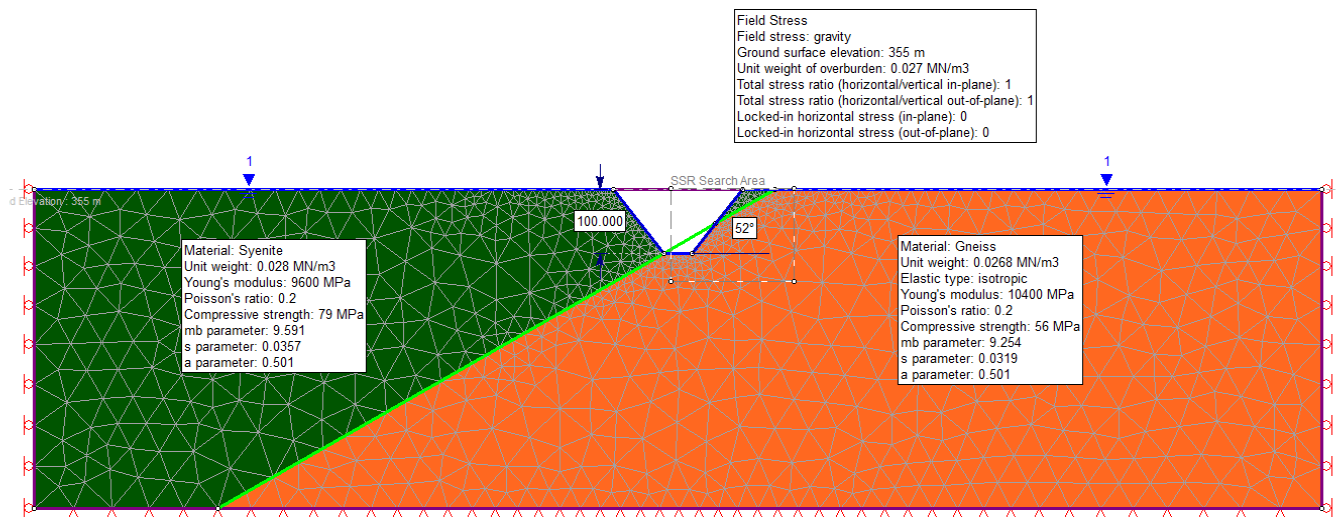 Field Stress
Field stress: gravity
Ground surface elevation: 355 m
Unit weight of overburden: 0.027 MN/m3
Total stress ratio (horizontal/vertical in-plane): 1
Total stress ratio (horizontal/vertical out-of-plane): 1
Locked-in horizontal stress (in-plane): 0
Locked-in horizontal stress (out-of-plane): 0
1
1
SSR Search Area
d Elevation : 355 m
100.000
52°
Material: Syenite
Unit weight: 0.028 MN/m3
Young's modulus: 9600 MPa
Poisson's ratio: 0.2
Compressive strength: 79 MPa
mb parameter: 9.591
s parameter: 0.0357
a parameter: 0.501
Material: Gneiss
Unit weight: 0.0268 MN/m3
Elastic type: isotropic
Young's modulus: 10400 MPa
Poisson's ratio: 0.2
Compressive strength: 56 MPa
mb parameter: 9.254
s parameter: 0.0319
a parameter: 0.501